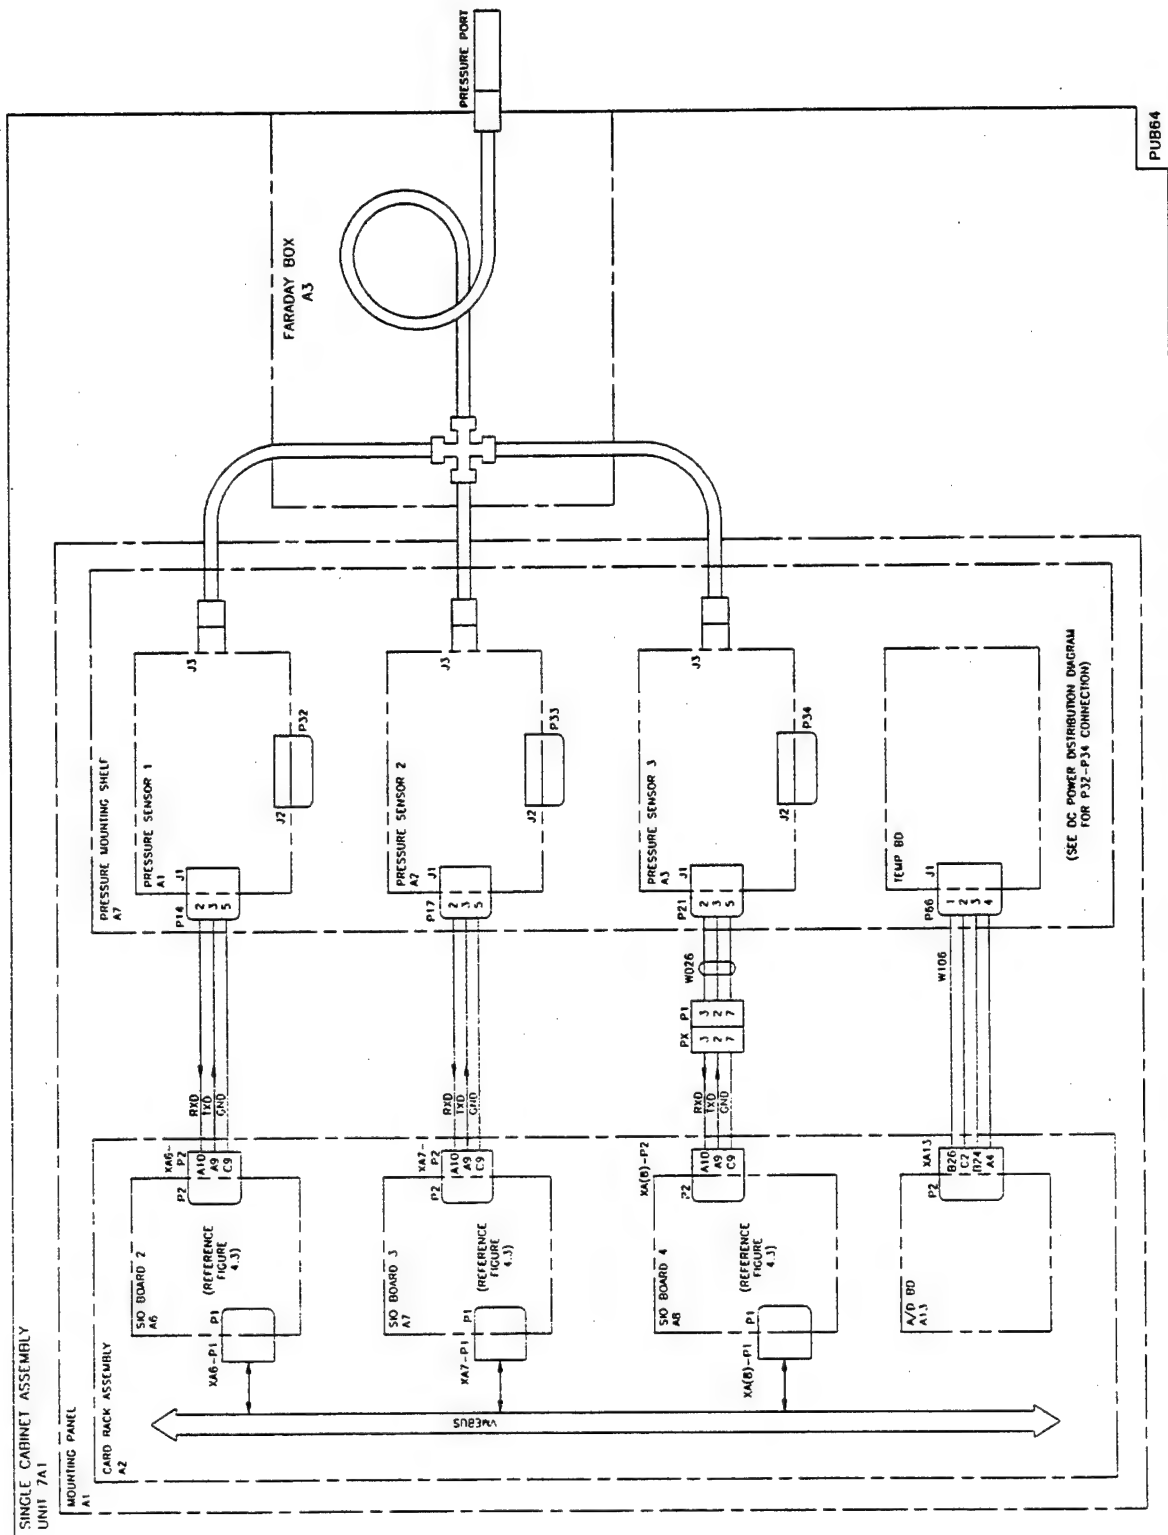 SINGLE CABINET ASSEMBLY
UNIT 7A1
MOUNTING PANEL
A1
CARD RACK ASSEMBLY
A2
VMEBUS
XA6-P1
P1
SIO BOARD 2
A6
(REFERENCE
FIGURE
4.3)
P2
XA6-
P2
A10
A9
C9
RXD
TXD
GND
P14
2
3
5
J1
PRESSURE MOUNTING SHELF
A7
PRESSURE SENSOR 1
A1
J2
P32
J3
XA7-P1
P1
SIO BOARD 3
A7
(REFERENCE
FIGURE
4.3)
P2
XA7-
P2
A10
A9
C9
RXD
TXD
GND
P17
2
3
5
J1
PRESSURE SENSOR 2
A2
J2
P33
J3
XA(8)-P1
P1
SIO BOARD 4
A8
(REFERENCE
FIGURE
4.3)
P2
XA(8)-P2
A10
A9
C9
RXD
TXD
GND
PX
P1
3
2
7
3
2
7
W026
P21
2
3
5
J1
PRESSURE SENSOR 3
A3
J2
P34
J3
A/D BD
A13
P2
XA13
B26
C2
B24
A4
W106
P66
1
2
3
4
J1
TEMP BD
(SEE DC POWER DISTRIBUTION DIAGRAM
FOR P32-P34 CONNECTION)
FARADAY BOX
A3
PRESSURE PORT
PUB64